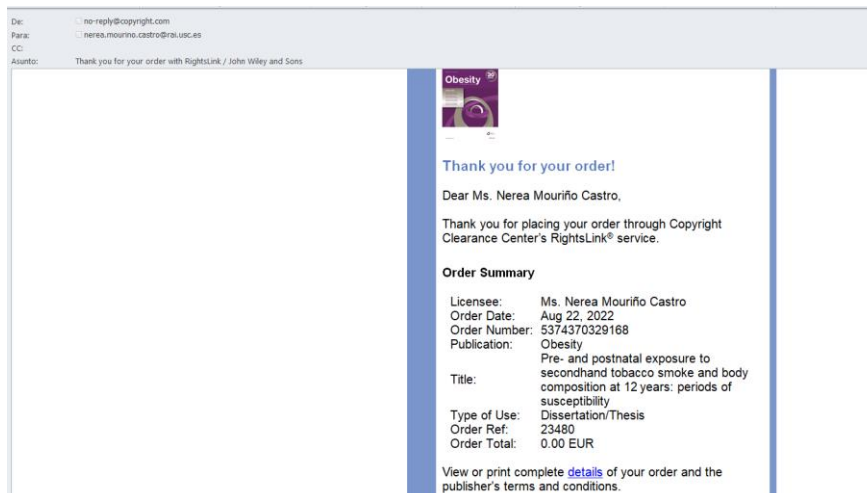 De: no-reply@copyright.com
Para: nerea.mourino.castro@rai.usc.es
CC:
Asunto: Thank you for your order with RightsLink / John Wiley and Sons
Obesity
Thank you for your order!
Dear Ms. Nerea Mouriño Castro,
Thank you for placing your order through Copyright
Clearance Center's RightsLink® service.
Order Summary
Licensee: Ms. Nerea Mouriño Castro
Order Date: Aug 22, 2022
Order Number: 5374370329168
Publication: Obesity
Title: Pre- and postnatal exposure to
secondhand tobacco smoke and body
composition at 12 years: periods of
susceptibility
Type of Use: Dissertation/Thesis
Order Ref: 23480
Order Total: 0.00 EUR
View or print complete details of your order and the
publisher's terms and conditions.